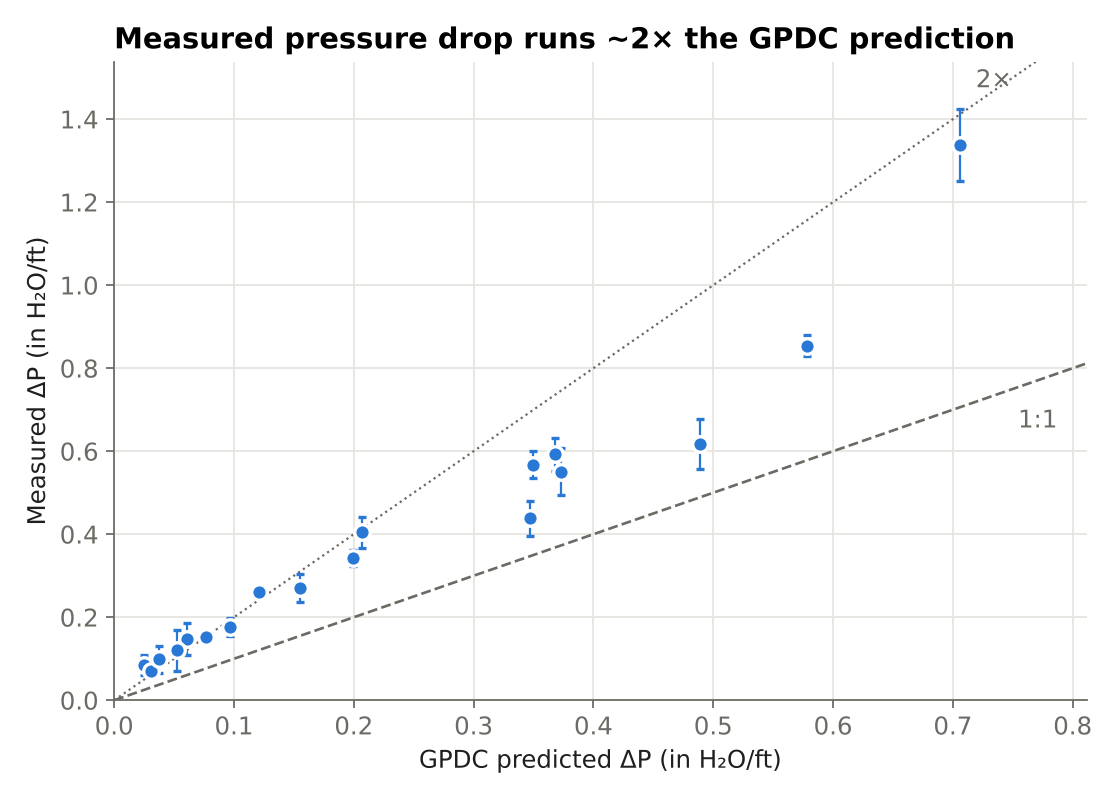 Measured pressure drop runs ~2× the GPDC prediction
2×
1:1
Measured ΔP (in H₂O/ft)
1.4
1.2
1.0
0.8
0.6
0.4
0.2
0.0
0.0 0.1 0.2 0.3 0.4 0.5 0.6 0.7 0.8
GPDC predicted ΔP (in H₂O/ft)